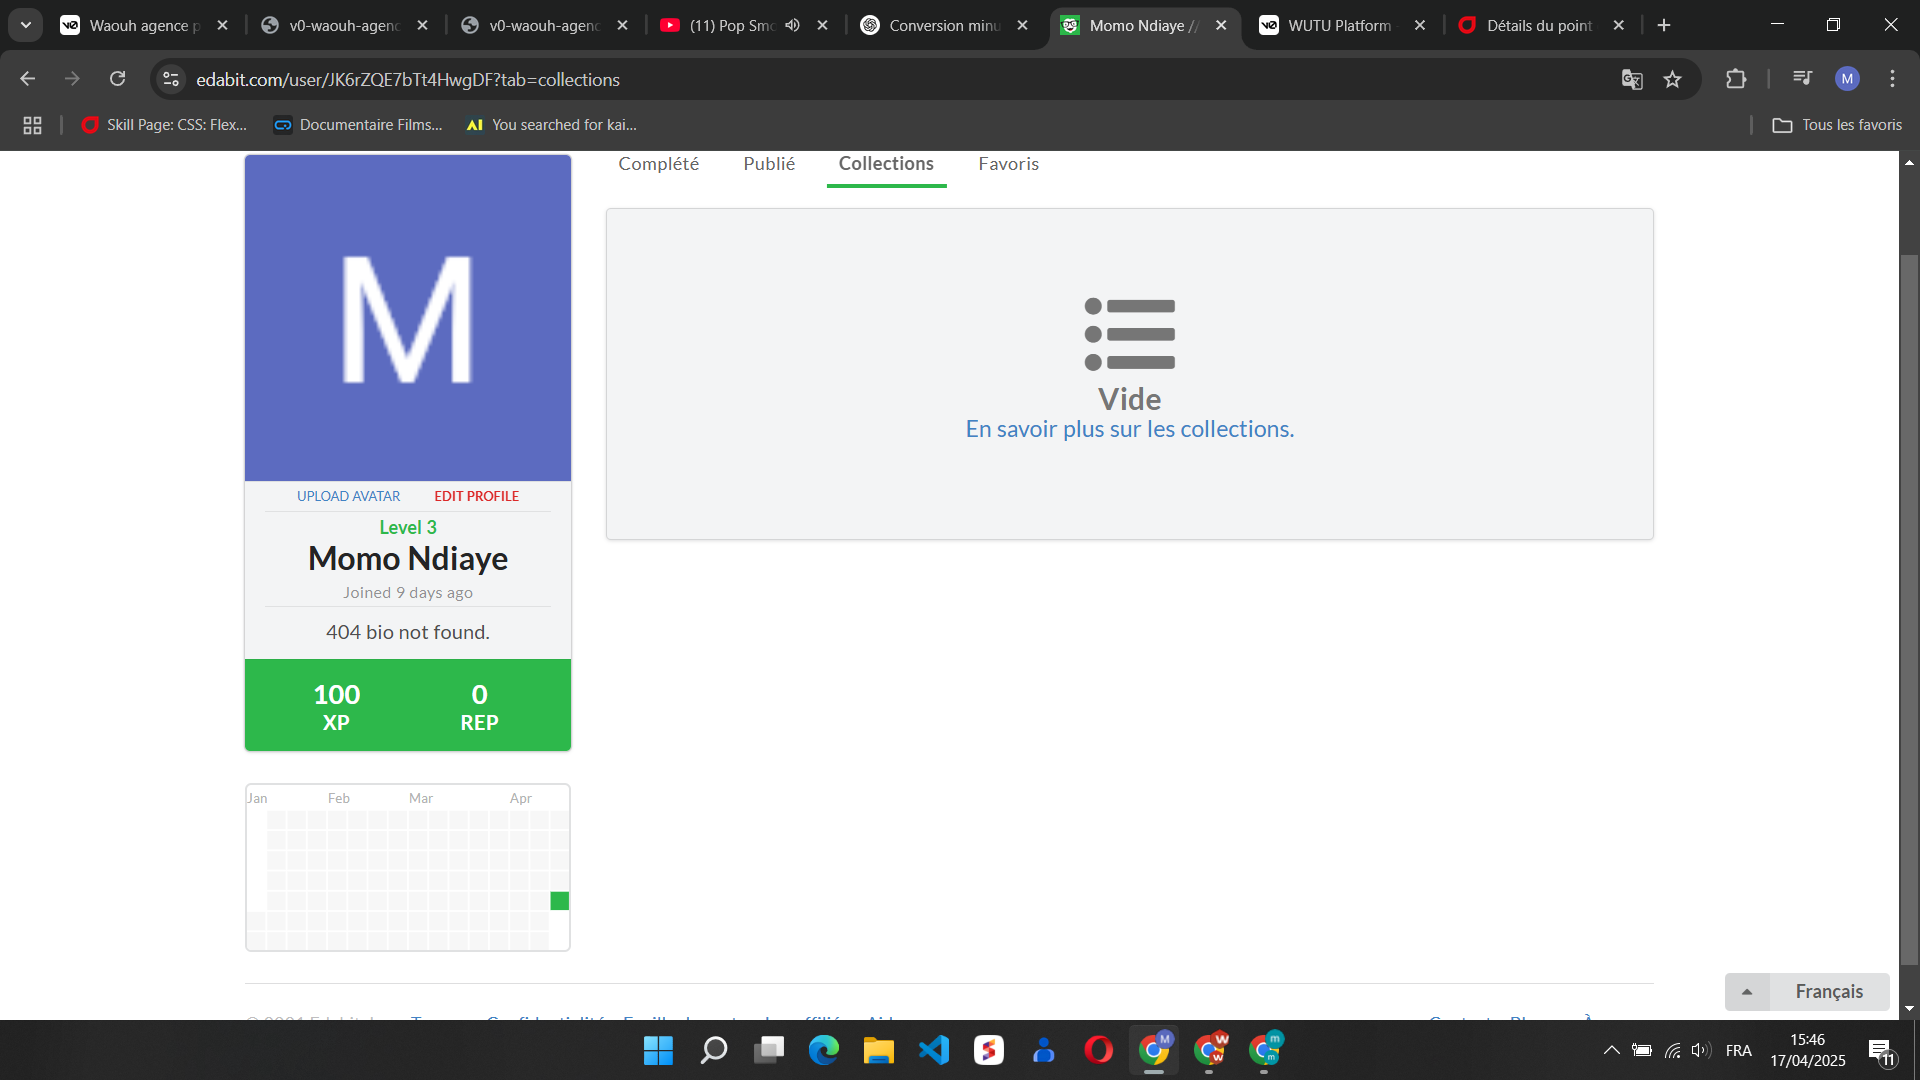 Waouh agence p
v0-waouh-agenc
v0-waouh-agenc
(11) Pop Smo
Conversion minu
Momo Ndiaye //
WUTU Platform -
Détails du point
edabit.com/user/JK6rZQE7bTt4HwgDF?tab=collections
M
Skill Page: CSS: Flex...
Documentaire Films...
You searched for kai...
Tous les favoris
Complété
Publié
Collections
Favoris
M
Vide
En savoir plus sur les collections.
UPLOAD AVATAR
EDIT PROFILE
Level 3
Momo Ndiaye
Joined 9 days ago
404 bio not found.
100
XP
0
REP
Jan
Feb
Mar
Apr
Français
FRA
15:46
17/04/2025
11